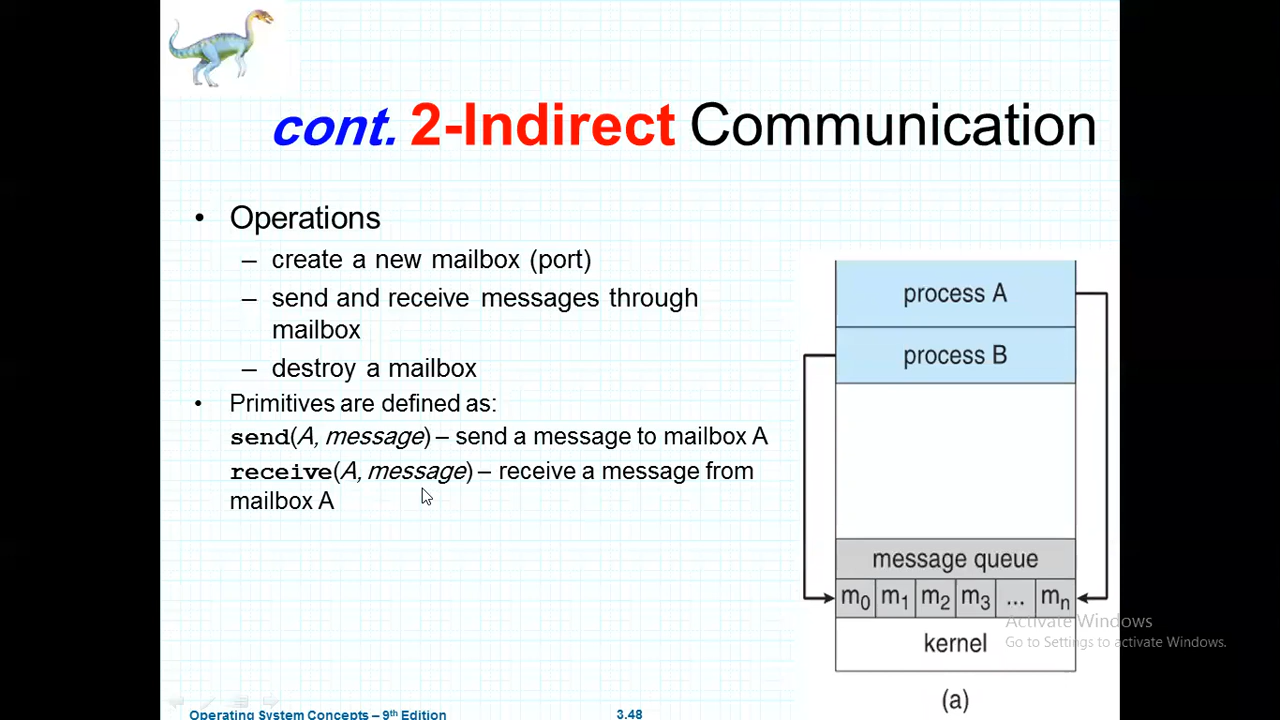 cont. 2-Indirect Communication
• Operations
– create a new mailbox (port)
– send and receive messages through
mailbox
– destroy a mailbox
• Primitives are defined as:
send(A, message) – send a message to mailbox A
receive(A, message) – receive a message from
mailbox A
process A
process B
message queue
m0 m1 m2 m3 ... mn
kernel
(a)
Activate Windows
Go to Settings to activate Windows.
Operating System Concepts – 9th Edition
3.48